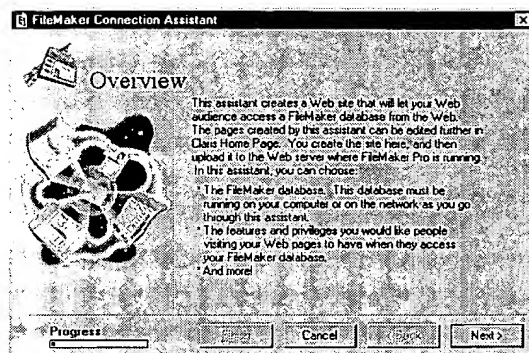 FileMaker Connection Assistant
Overview
This assistant creates a Web site that will let your Web
audience access a FileMaker database from the Web.
The pages created by this assistant can be edited further in
Claris Home Page. You create the site here, and then
upload it to the Web server where FileMaker Pro is running.
In this assistant, you can choose:
* The FileMaker database. This database must be
running on your computer or on the network as you go
through this assistant.
* The features and privileges you would like people
visiting your Web pages to have when they access
your FileMaker database.
* And more!
Progress
Cancel
Next >